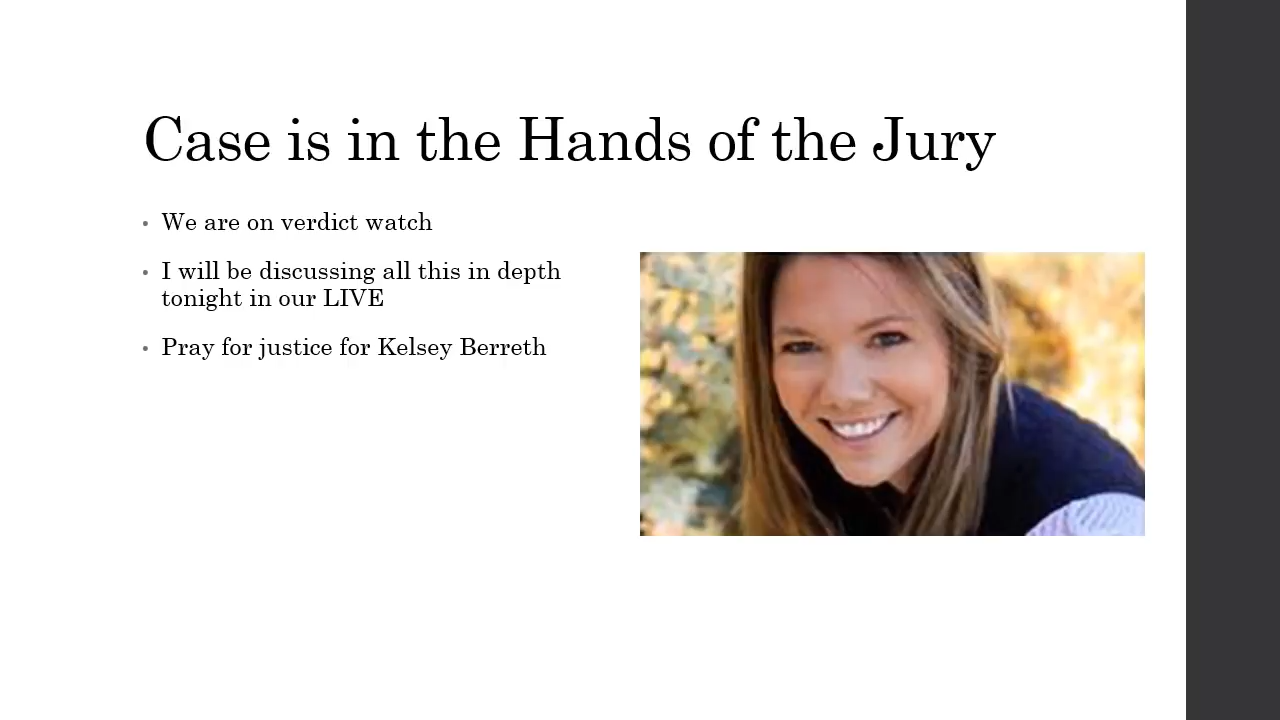 Case is in the Hands of the Jury
• We are on verdict watch
• I will be discussing all this in depth
tonight in our LIVE
• Pray for justice for Kelsey Berreth